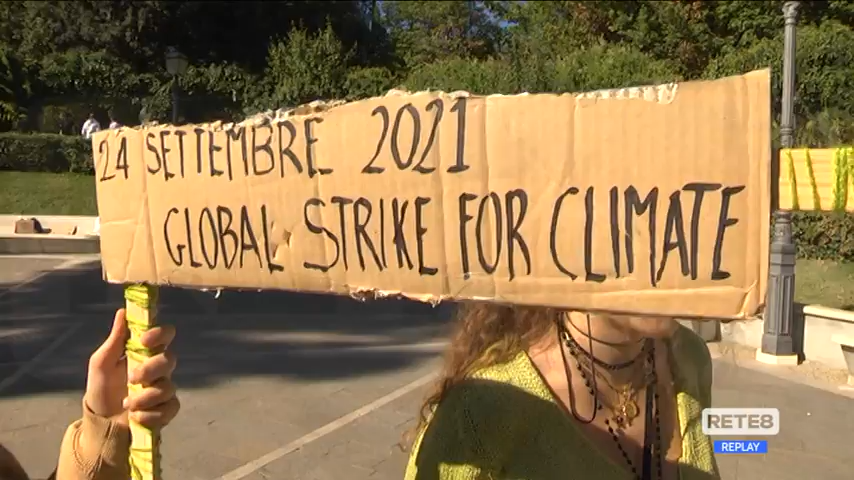 24 SETTEMBRE 2021
GLOBAL STRIKE FOR CLIMATE
RETE8
REPLAY